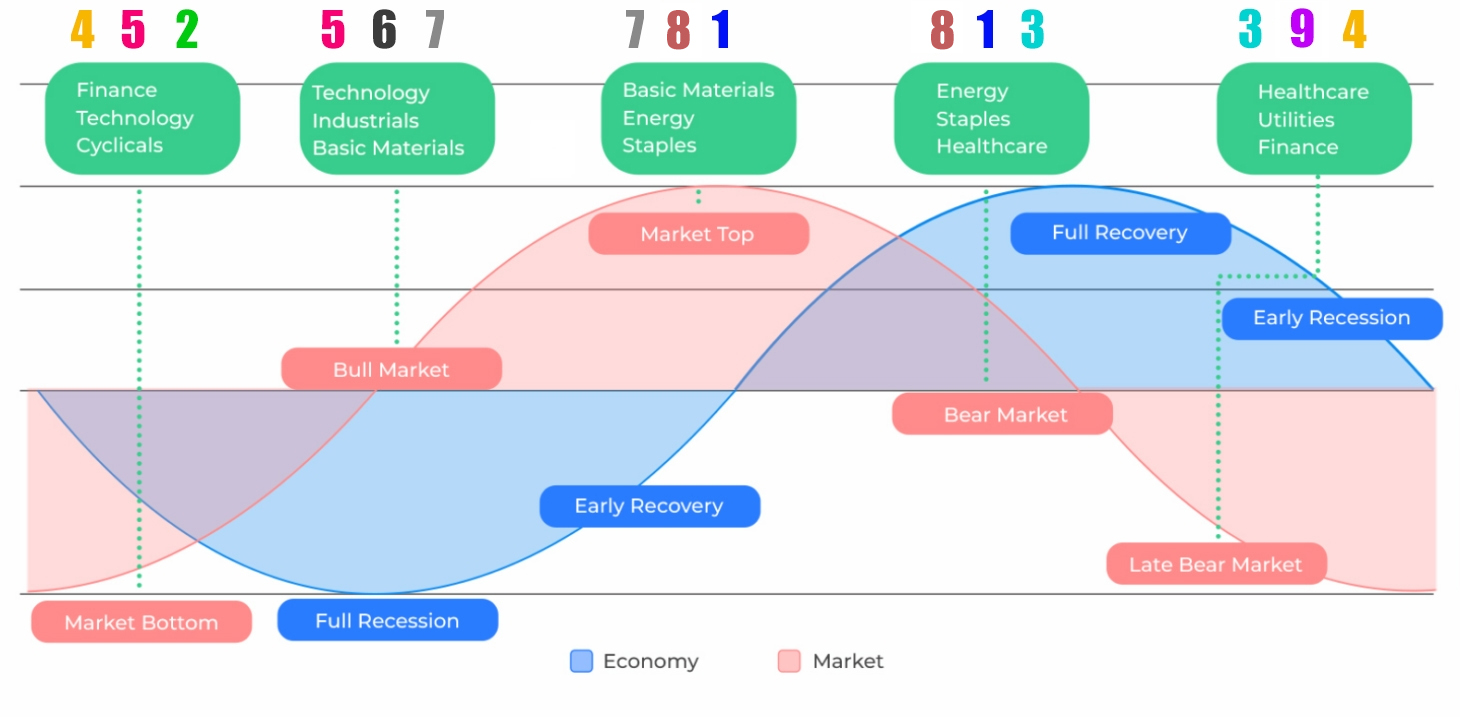 4 5 2
5 6 7
7 8 1
8 1 3
3 9 4
Finance
Technology
Cyclicals
Technology
Industrials
Basic Materials
Basic Materials
Energy
Staples
Energy
Staples
Healthcare
Healthcare
Utilities
Finance
Market Top
Full Recovery
Early Recession
Bull Market
Bear Market
Early Recovery
Late Bear Market
Market Bottom
Full Recession
Economy
Market